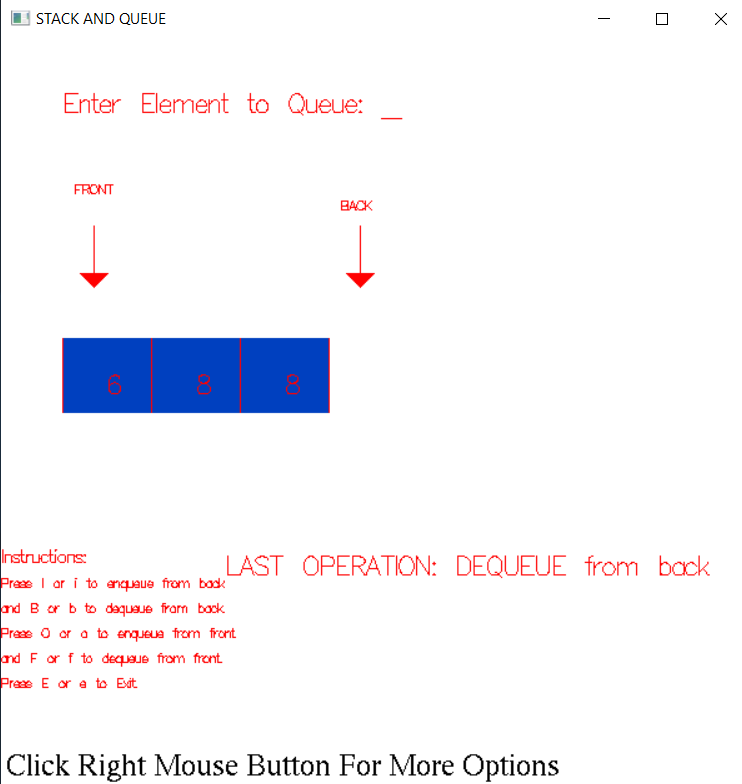 STACK AND QUEUE
Enter Element to Queue: _
FRONT
BACK
6 8 8
Instructions:
Press I or i to enqueue from back
and B or b to dequeue from back
Press O or o to enqueue from front
and F or f to dequeue from front
Press E or e to Exit
LAST OPERATION: DEQUEUE from back
Click Right Mouse Button For More Options